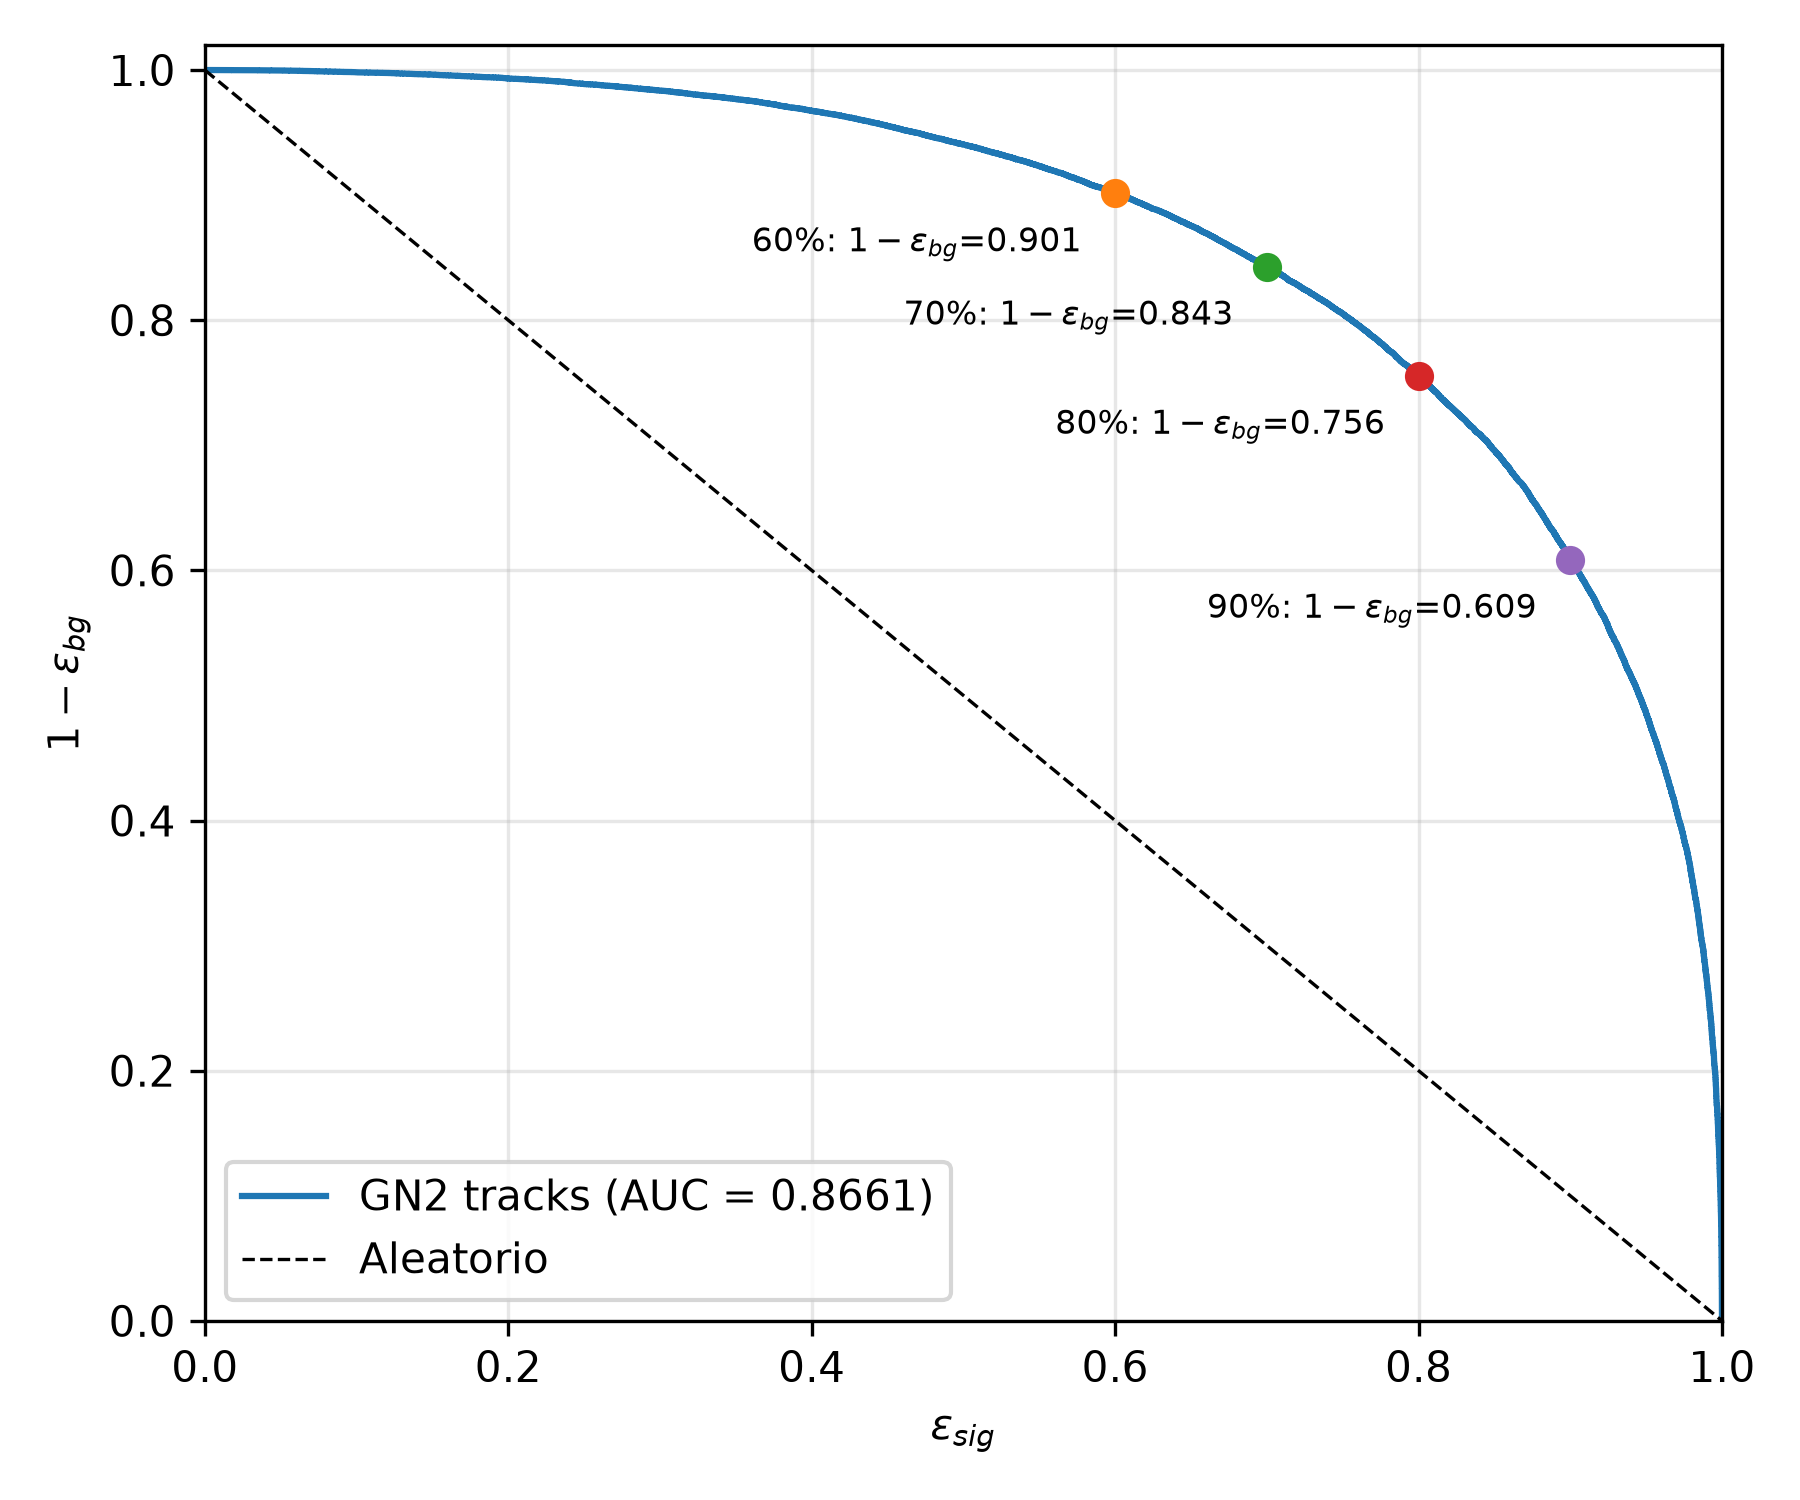 1.0
0.8
0.6
0.4
0.2
0.0
1 − ε_bg
60%: 1 − ε_bg=0.901
70%: 1 − ε_bg=0.843
80%: 1 − ε_bg=0.756
90%: 1 − ε_bg=0.609
GN2 tracks (AUC = 0.8661)
Aleatorio
0.0 0.2 0.4 0.6 0.8 1.0
ε_sig